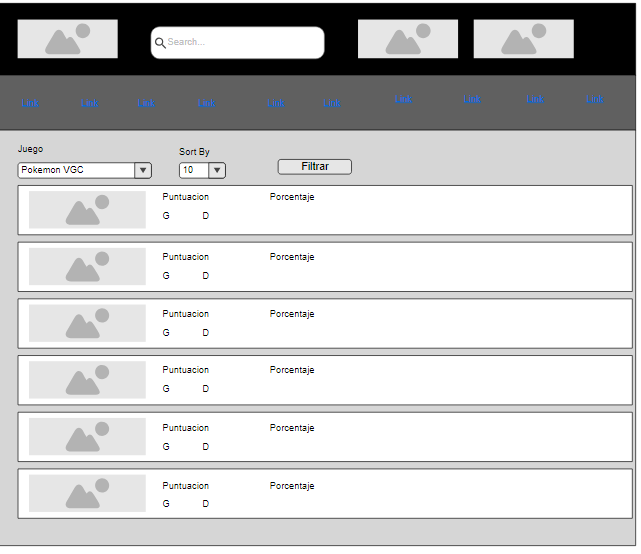 Search...
Link Link Link Link Link Link Link Link Link Link
Juego
Sort By
Pokemon VGC
10
Filtrar
Puntuacion Porcentaje
G D
Puntuacion Porcentaje
G D
Puntuacion Porcentaje
G D
Puntuacion Porcentaje
G D
Puntuacion Porcentaje
G D
Puntuacion Porcentaje
G D